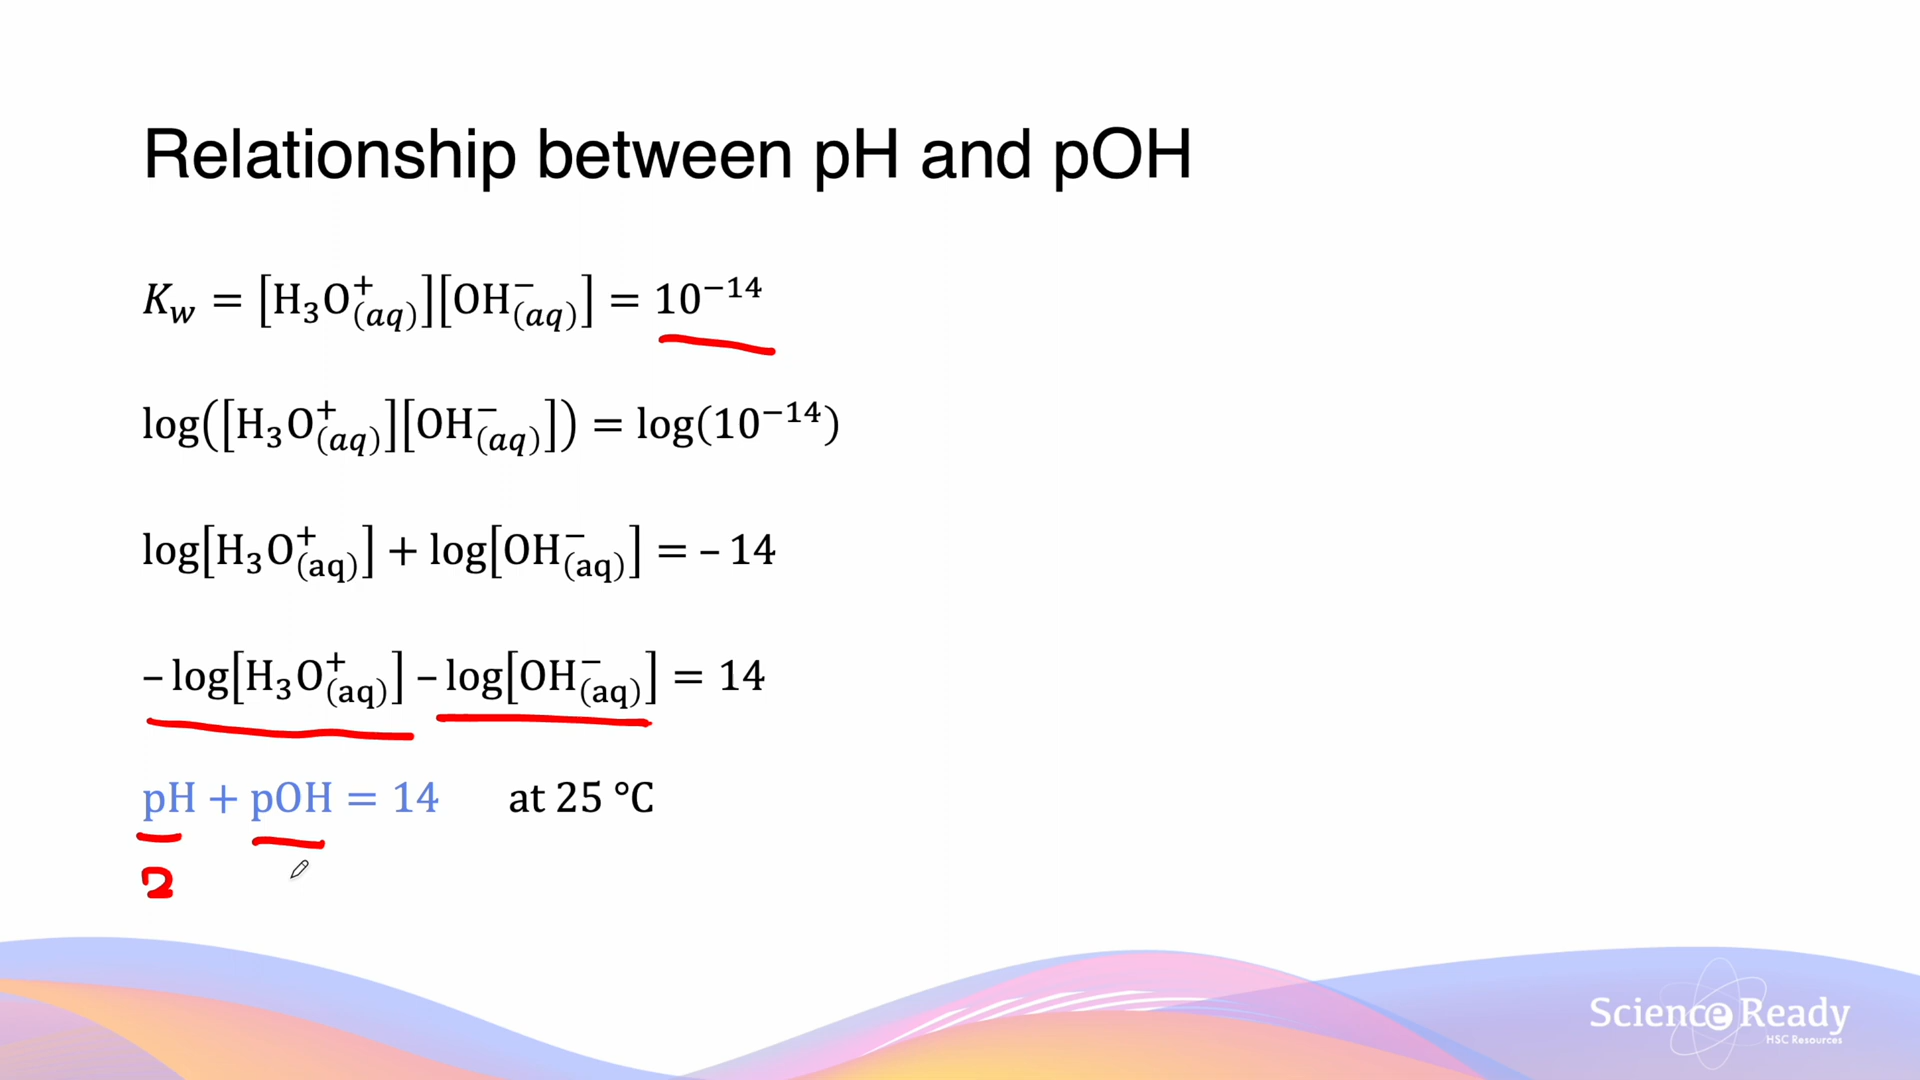 Relationship between pH and pOH
K_w = [H₃O⁺(aq)][OH⁻(aq)] = 10⁻¹⁴
log([H₃O⁺(aq)][OH⁻(aq)]) = log(10⁻¹⁴)
log[H₃O⁺(aq)] + log[OH⁻(aq)] = – 14
– log[H₃O⁺(aq)] – log[OH⁻(aq)] = 14
pH + pOH = 14 at 25 °C
2
Science Ready
HSC Resources